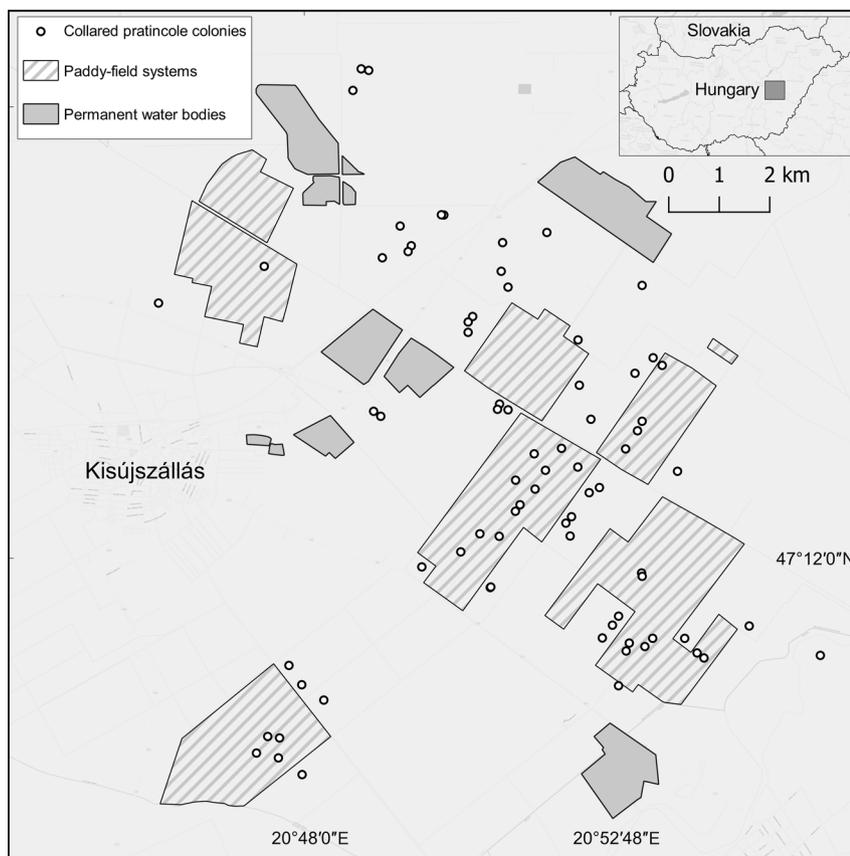 Collared pratincole colonies
Paddy-field systems
Permanent water bodies
Slovakia
Hungary
0 1 2 km
Kisújszállás
47°12′0″N
20°48′0″E
20°52′48″E